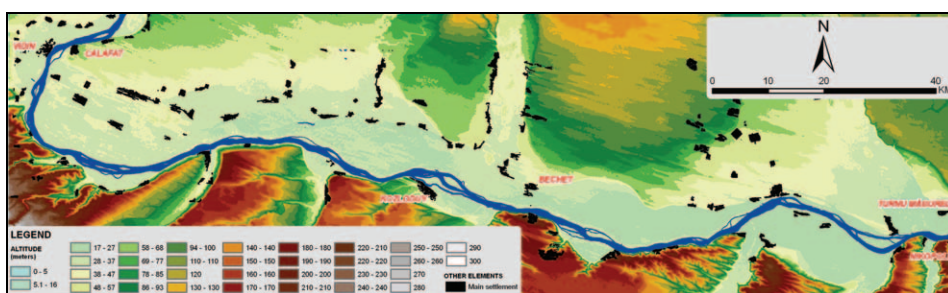 N
0 10 20 40
KM
VIDIN
CALAFAT
BECHET
LEGEND
ALTITUDE
(meters)
0 - 5
5.1 - 16
17 - 27
28 - 37
38 - 47
48 - 57
58 - 68
69 - 77
78 - 85
86 - 93
94 - 100
110 - 110
120
130 - 130
140 - 140
150 - 150
160 - 160
170 - 170
180 - 180
190 - 190
200 - 200
210 - 210
220 - 210
220 - 220
230 - 230
240 - 240
250 - 250
260 - 260
270
280
290
300
OTHER ELEMENTS
Main settlement